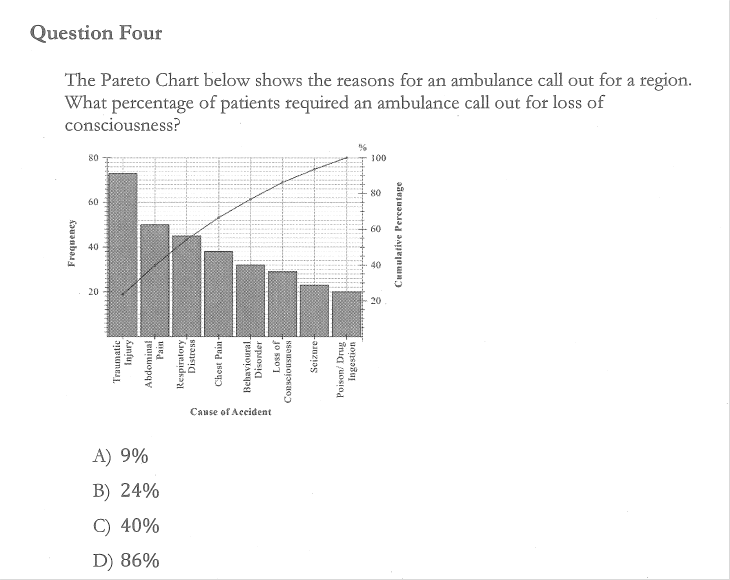 Question Four
The Pareto Chart below shows the reasons for an ambulance call out for a region.
What percentage of patients required an ambulance call out for loss of
consciousness?
%
80
60
40
20
Frequency
100
80
60
40
20
Cumulative Percentage
Traumatic
Injury
Abdominal
Pain
Respiratory
Distress
Chest Pain
Behavioural
Disorder
Loss of
Consciousness
Seizure
Poison/ Drug
Ingestion
Cause of Accident
A) 9%
B) 24%
C) 40%
D) 86%